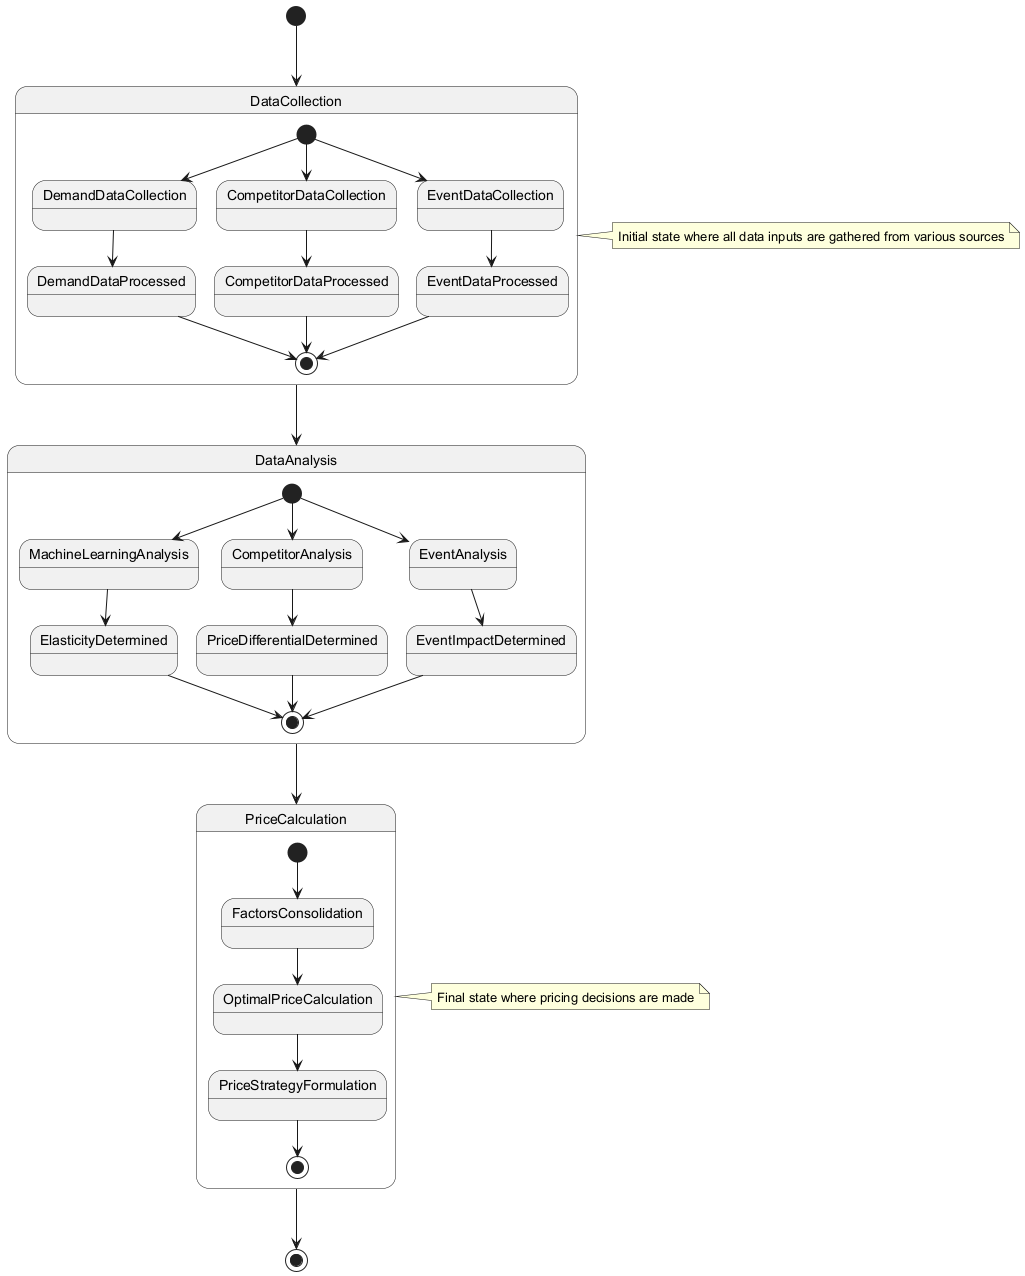 DataCollection
DemandDataCollection
CompetitorDataCollection
EventDataCollection
Initial state where all data inputs are gathered from various sources
DemandDataProcessed
CompetitorDataProcessed
EventDataProcessed
DataAnalysis
MachineLearningAnalysis
CompetitorAnalysis
EventAnalysis
ElasticityDetermined
PriceDifferentialDetermined
EventImpactDetermined
PriceCalculation
FactorsConsolidation
OptimalPriceCalculation
Final state where pricing decisions are made
PriceStrategyFormulation